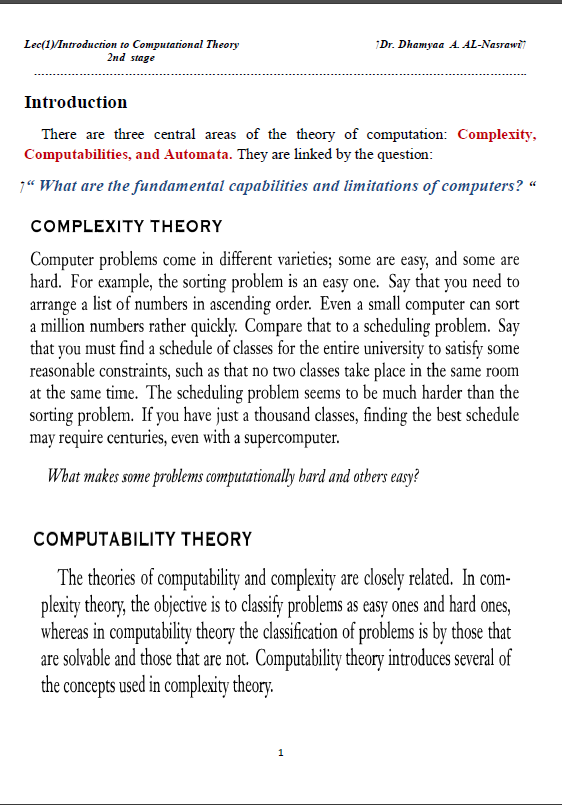 Lec(1)/Introduction to Computational Theory
Dr. Dhamyaa A. AL-Nasrawi
2nd stage
Introduction
There are three central areas of the theory of computation: Complexity,
Computabilities, and Automata. They are linked by the question:
“ What are the fundamental capabilities and limitations of computers? “
COMPLEXITY THEORY
Computer problems come in different varieties; some are easy, and some are
hard. For example, the sorting problem is an easy one. Say that you need to
arrange a list of numbers in ascending order. Even a small computer can sort
a million numbers rather quickly. Compare that to a scheduling problem. Say
that you must find a schedule of classes for the entire university to satisfy some
reasonable constraints, such as that no two classes take place in the same room
at the same time. The scheduling problem seems to be much harder than the
sorting problem. If you have just a thousand classes, finding the best schedule
may require centuries, even with a supercomputer.
What makes some problems computationally hard and others easy?
COMPUTABILITY THEORY
The theories of computability and complexity are closely related. In com-
plexity theory, the objective is to classify problems as easy ones and hard ones,
whereas in computability theory the classification of problems is by those that
are solvable and those that are not. Computability theory introduces several of
the concepts used in complexity theory.
1